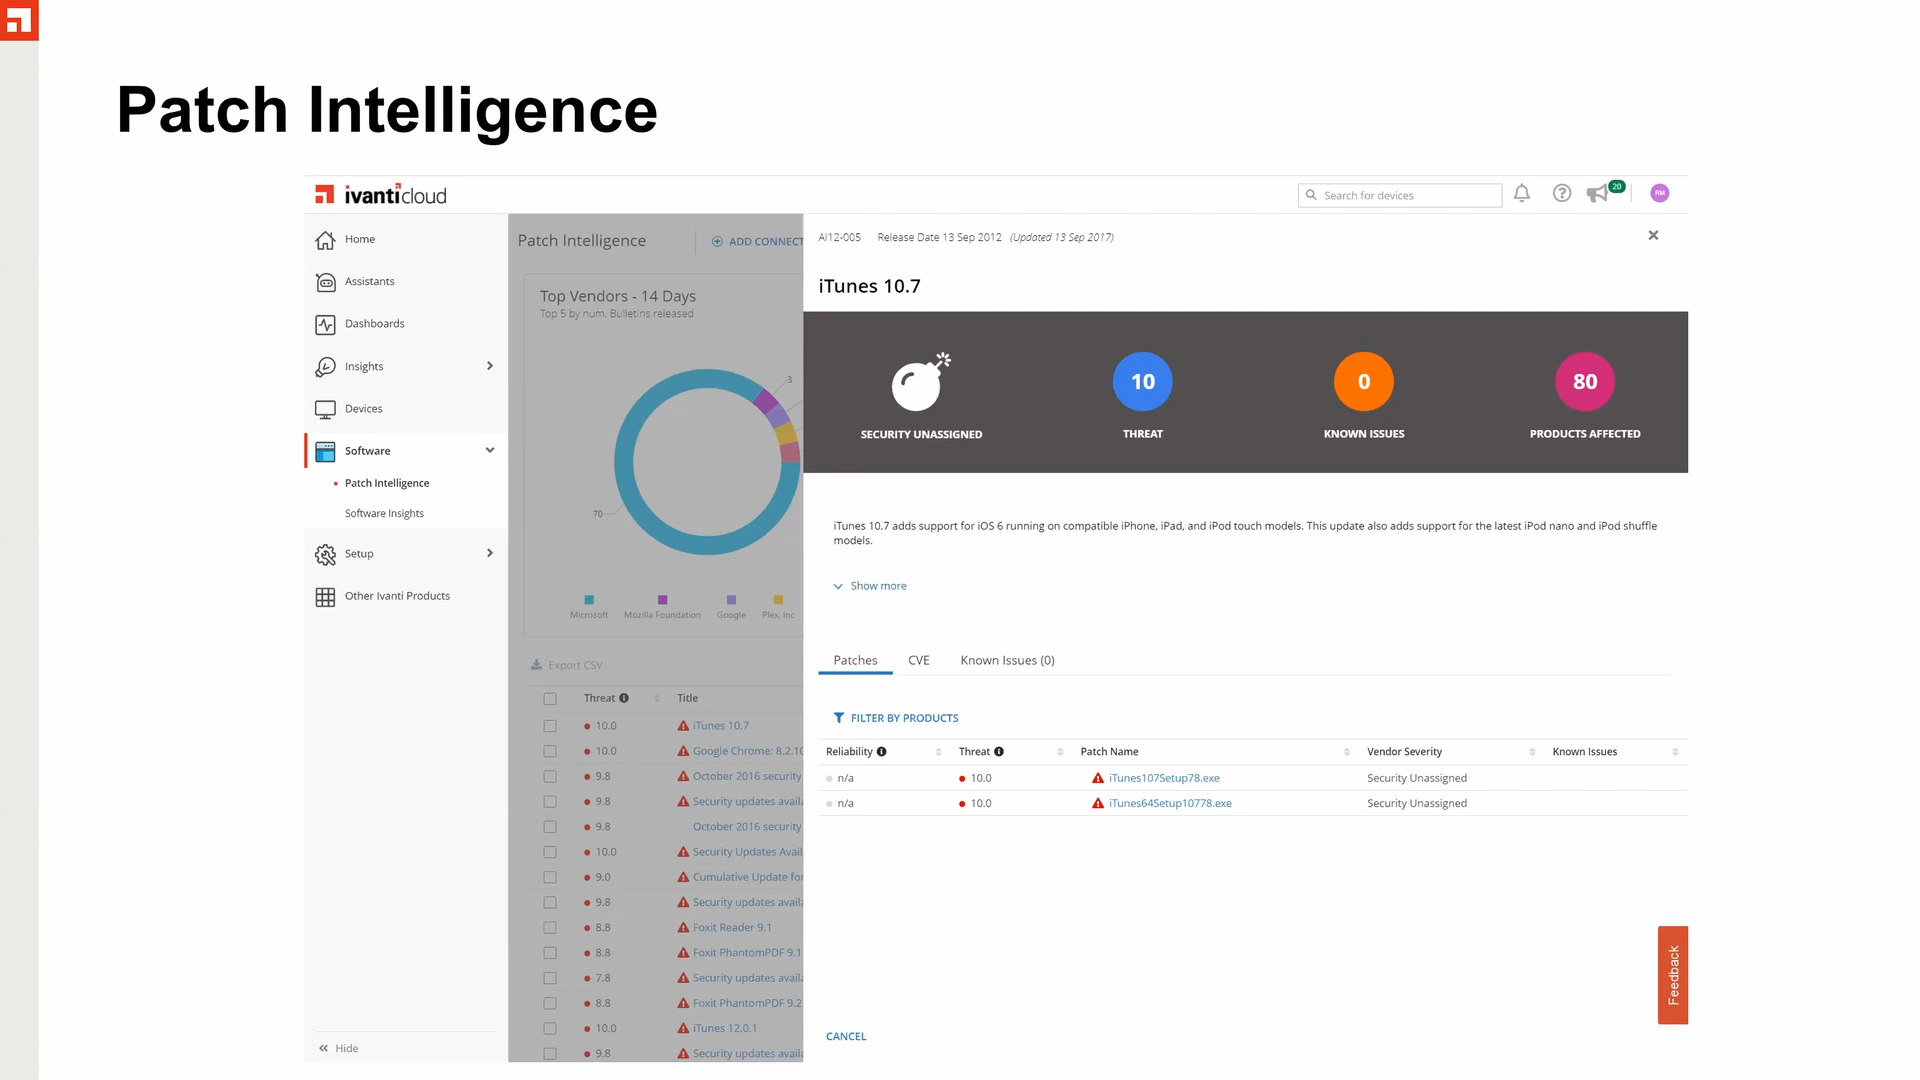 Patch Intelligence
ivanticloud
Search for devices
20
RM
Home
Assistants
Dashboards
Insights
Devices
Software
Patch Intelligence
Software Insights
Setup
Other Ivanti Products
Hide
Patch Intelligence
ADD CONNECT
Top Vendors - 14 Days
Top 5 by num. Bulletins released
3
70
Microsoft
Mozilla Foundation
Google
Plex, Inc
Export CSV
Threat Title
10.0 iTunes 10.7
10.0 Google Chrome: 8.2.10
9.8 October 2016 security
9.8 Security updates availa
9.8 October 2016 security
10.0 Security Updates Avail
9.0 Cumulative Update for
9.8 Security updates availa
8.8 Foxit Reader 9.1
8.8 Foxit PhantomPDF 9.1
7.8 Security updates availa
8.8 Foxit PhantomPDF 9.2
10.0 iTunes 12.0.1
9.8 Security updates availa
AI12-005 Release Date 13 Sep 2012 (Updated 13 Sep 2017)
iTunes 10.7
10
0
80
SECURITY UNASSIGNED
THREAT
KNOWN ISSUES
PRODUCTS AFFECTED
iTunes 10.7 adds support for iOS 6 running on compatible iPhone, iPad, and iPod touch models. This update also adds support for the latest iPod nano and iPod shuffle
models.
Show more
Patches CVE Known Issues (0)
FILTER BY PRODUCTS
Reliability Threat Patch Name Vendor Severity Known Issues
n/a 10.0 iTunes107Setup78.exe Security Unassigned
n/a 10.0 iTunes64Setup10778.exe Security Unassigned
Feedback
CANCEL